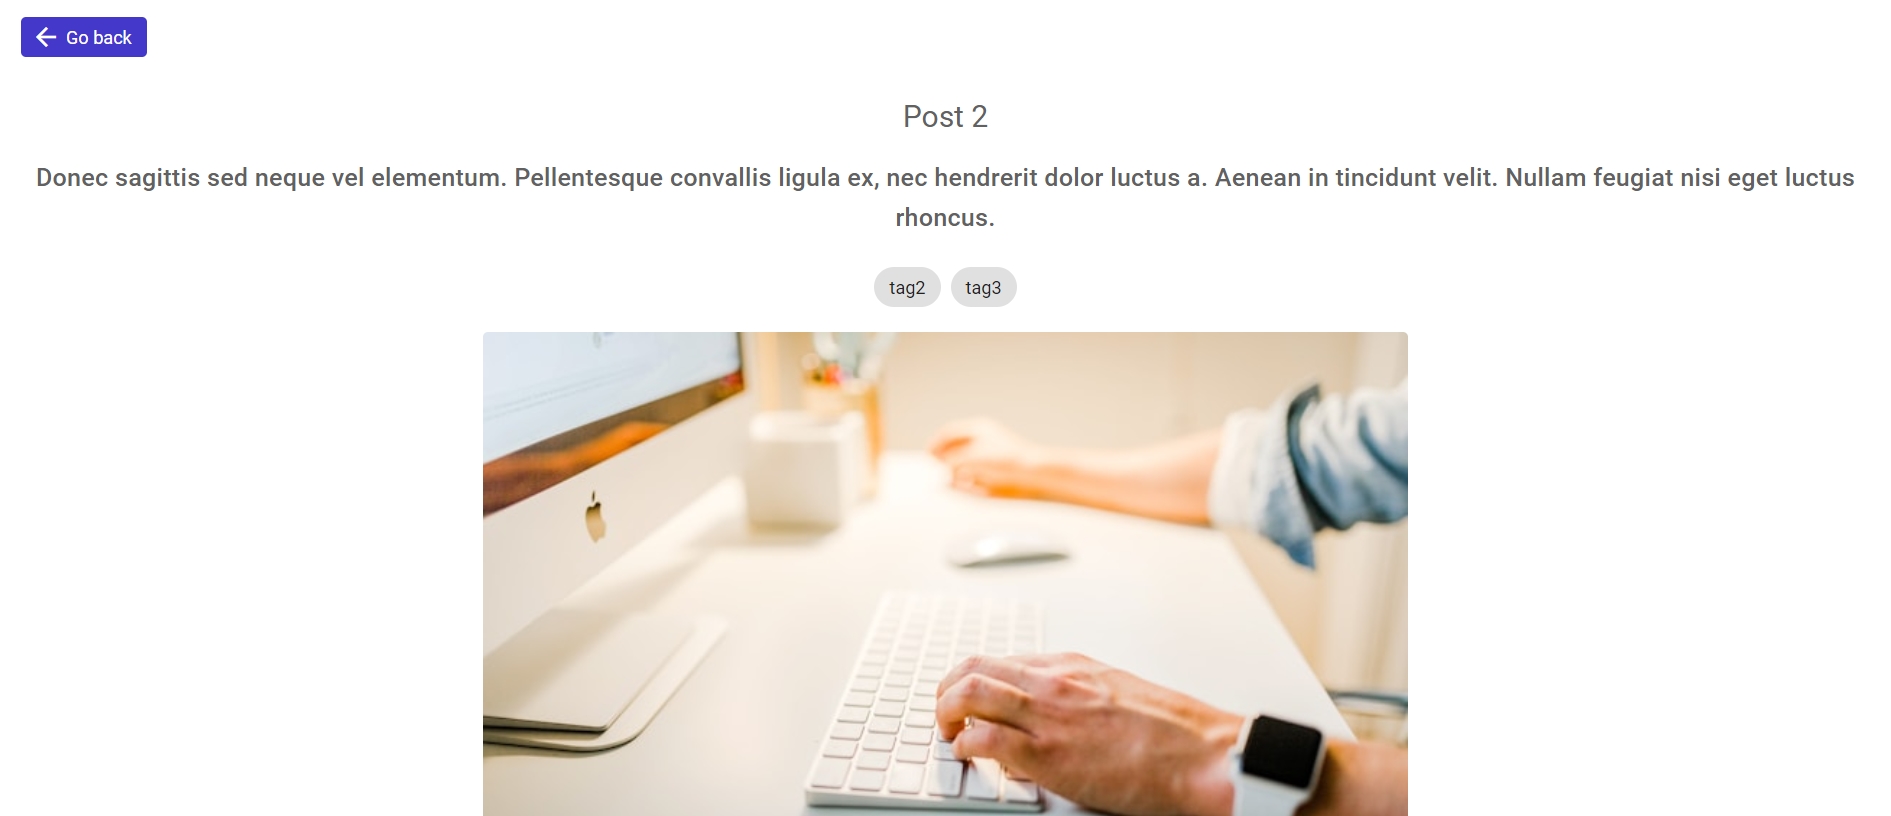 Go back
Post 2
Donec sagittis sed neque vel elementum. Pellentesque convallis ligula ex, nec hendrerit dolor luctus a. Aenean in tincidunt velit. Nullam feugiat nisi eget luctus
rhoncus.
tag2 tag3